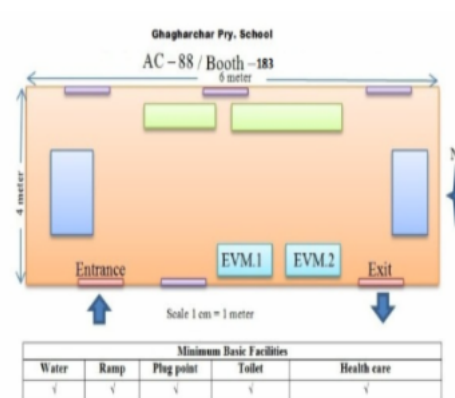 Ghagharchar Pry. School
AC – 88 / Booth –183
6 meter
4 meter
N
EVM.1
EVM.2
Entrance
Exit
Scale 1 cm = 1 meter
Minimum Basic Facilities
Water Ramp Plug point Toilet Health care
√ √ √ √ √